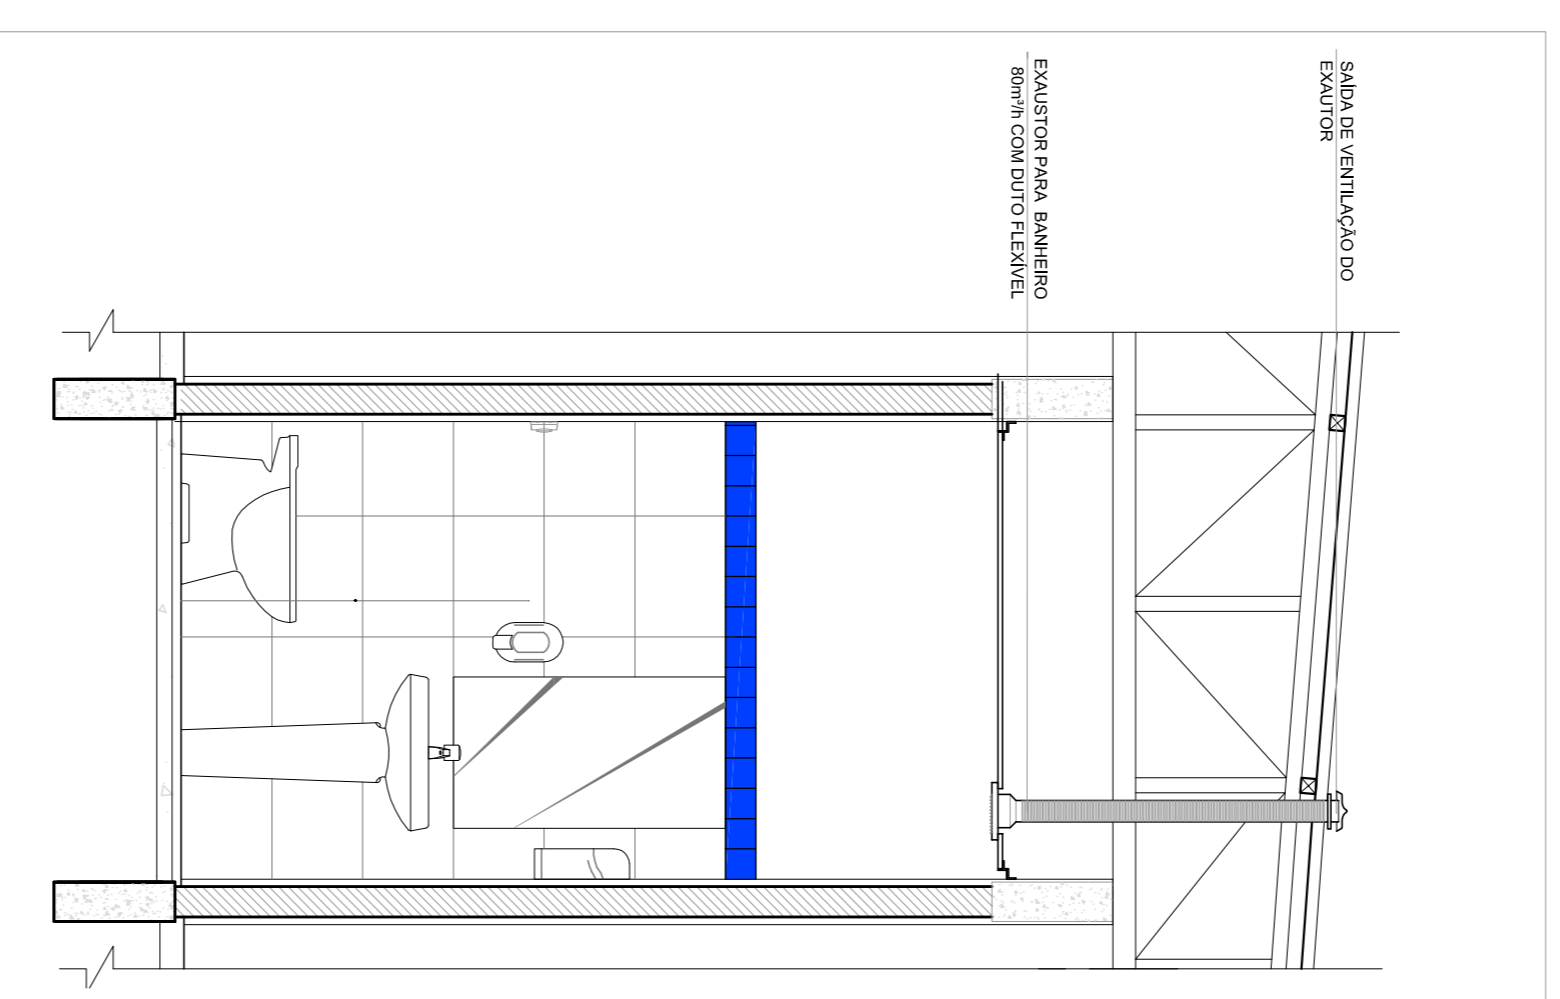 EXAUSTOR PARA BANHEIRO
80m³/h COM DUTO FLEXÍVEL
SAÍDA DE VENTILAÇÃO DO
EXAUTOR